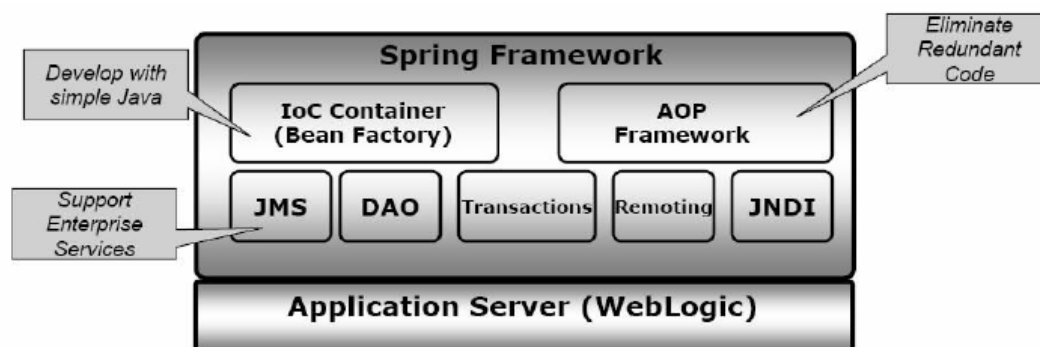 Eliminate
Redundant
Code
Spring Framework
Develop with
simple Java
IoC Container
(Bean Factory)
AOP
Framework
Support
Enterprise
Services
JMS
DAO
Transactions
Remoting
JNDI
Application Server (WebLogic)